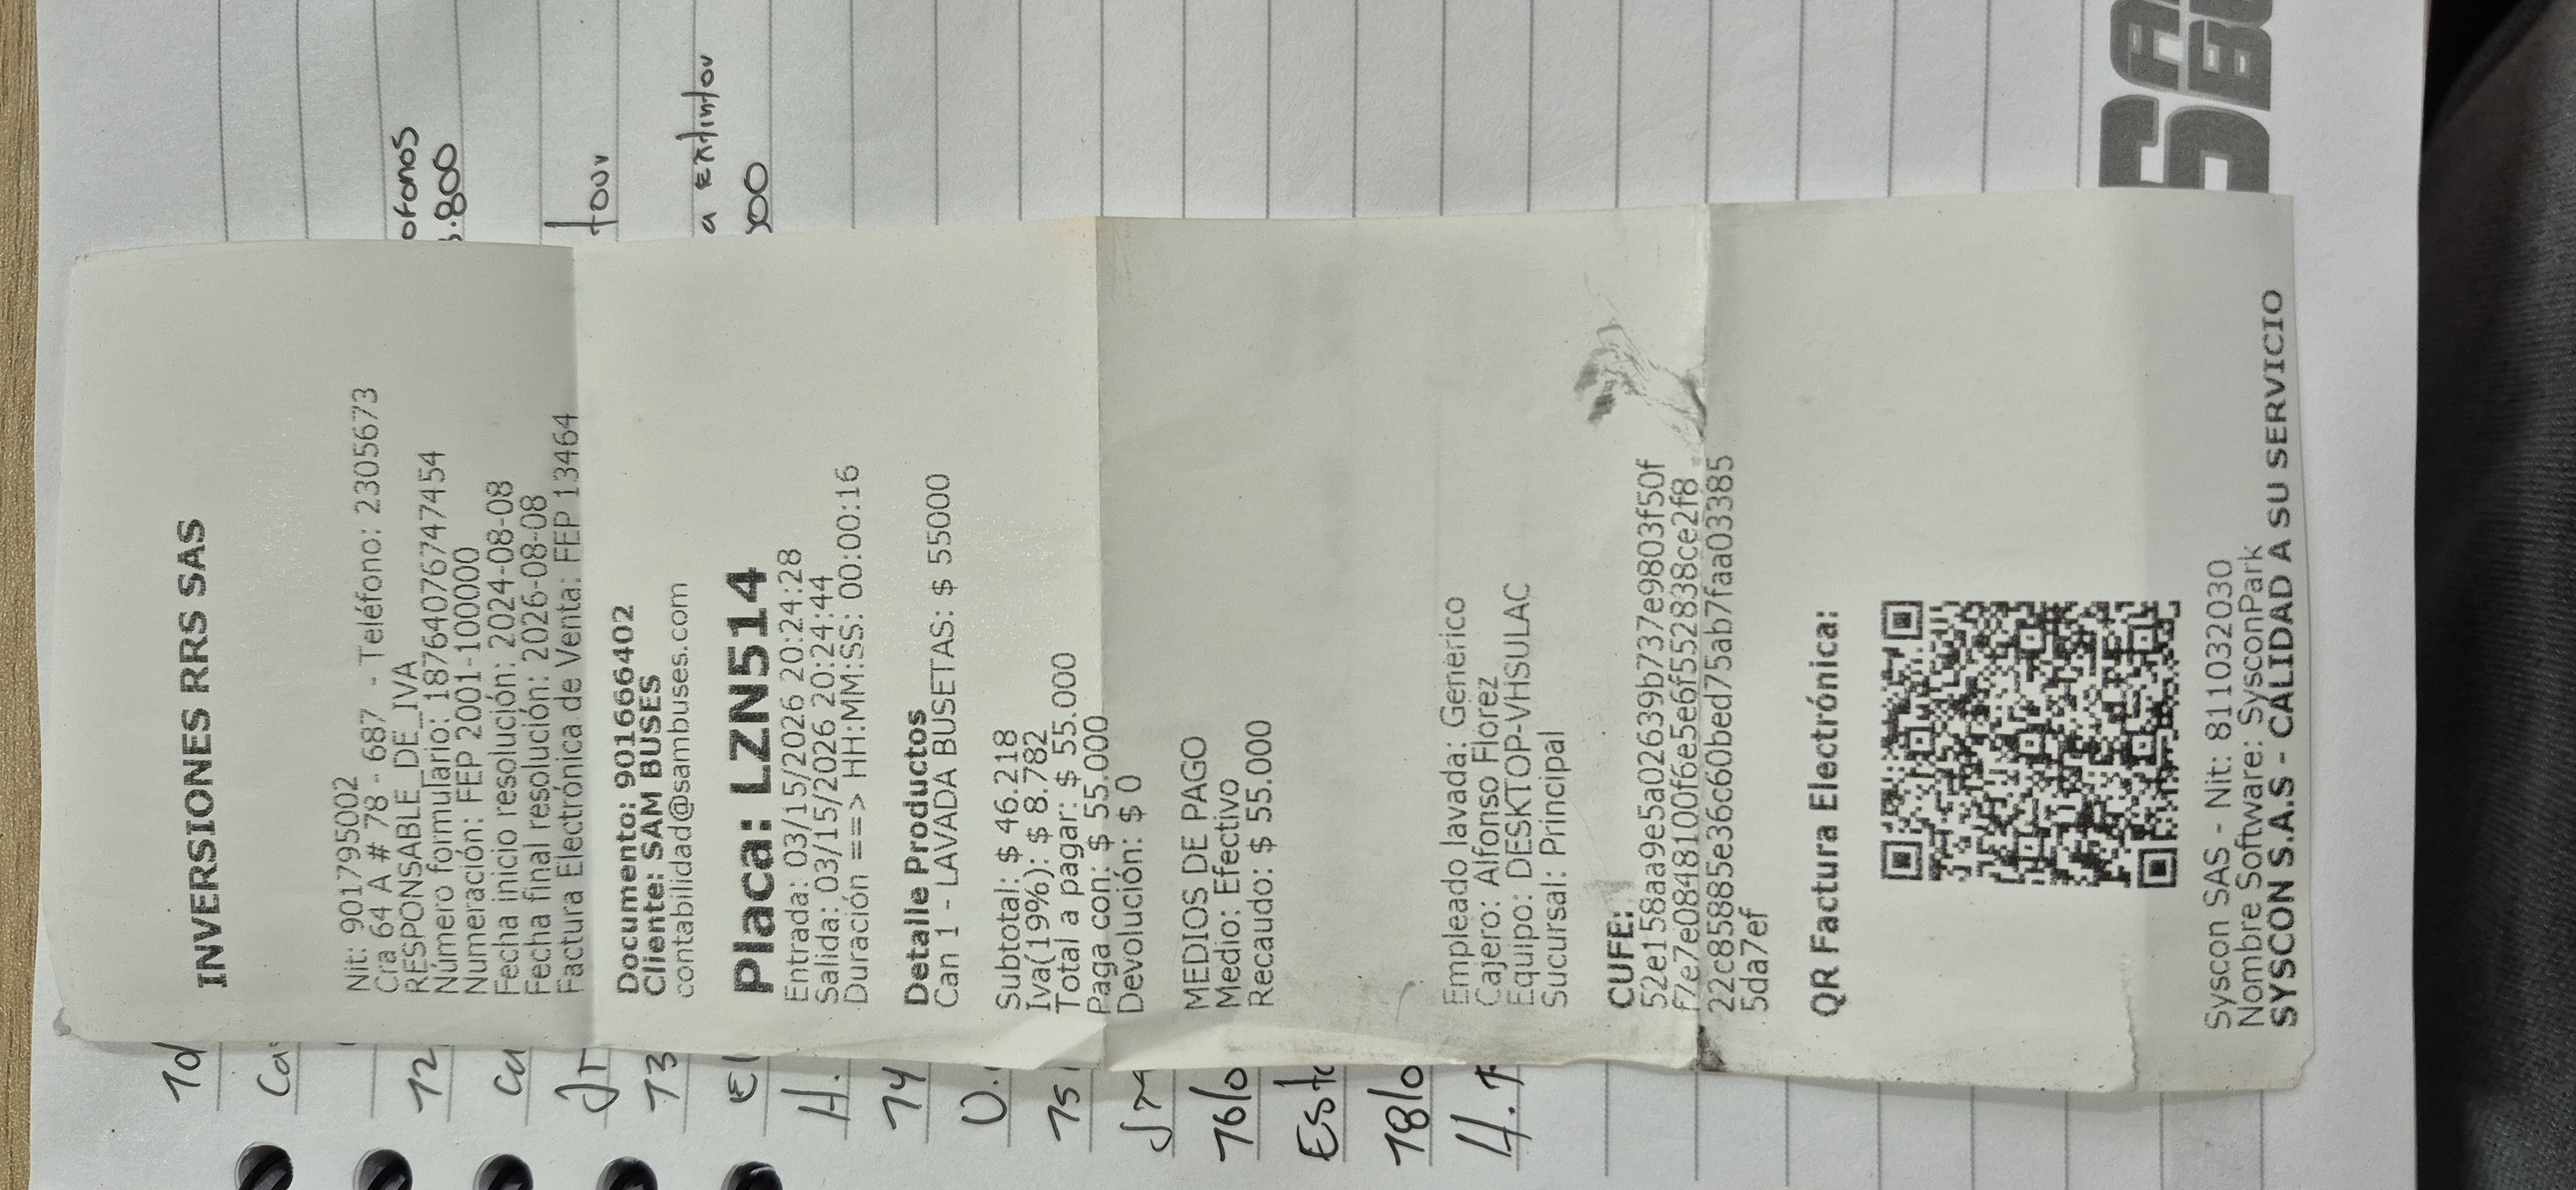 INVERSIONES RRS SAS
Nit: 901795002
Cra 64 A # 78 - 687 - Teléfono: 2305673
RESPONSABLE_DE_IVA
Número formulario: 18764076747454
Numeración: FEP 2001-100000
Fecha inicio resolución: 2024-08-08
Fecha final resolución: 2026-08-08
Factura Electrónica de Venta: FEP 13464
Documento: 901666402
Cliente: SAM BUSES
contabilidad@sambuses.com
Placa: LZN514
Entrada: 03/15/2026 20:24:28
Salida: 03/15/2026 20:24:44
Duración ==> HH:MM:SS: 00:00:16
Detalle Productos
Can 1 - LAVADA BUSETAS: $ 55000
Subtotal: $ 46.218
Iva(19%): $ 8.782
Total a pagar: $ 55.000
Paga con: $ 55.000
Devolución: $ 0
MEDIOS DE PAGO
Medio: Efectivo
Recaudo: $ 55.000
Empleado lavada: Generico
Cajero: Alfonso Florez
Equipo: DESKTOP-VHSULAC
Sucursal: Principal
CUFE:
52e158aa9e5a02639b737e9803f50f
f7e7e0848100f6e5e6f552838ce2f8
22c85885e36c60bed75ab7faa03385
5da7ef
QR Factura Electrónica:
Syscon SAS - Nit: 811032030
Nombre Software: SysconPark
SYSCON S.A.S - CALIDAD A SU SERVICIO
12
13
14
15